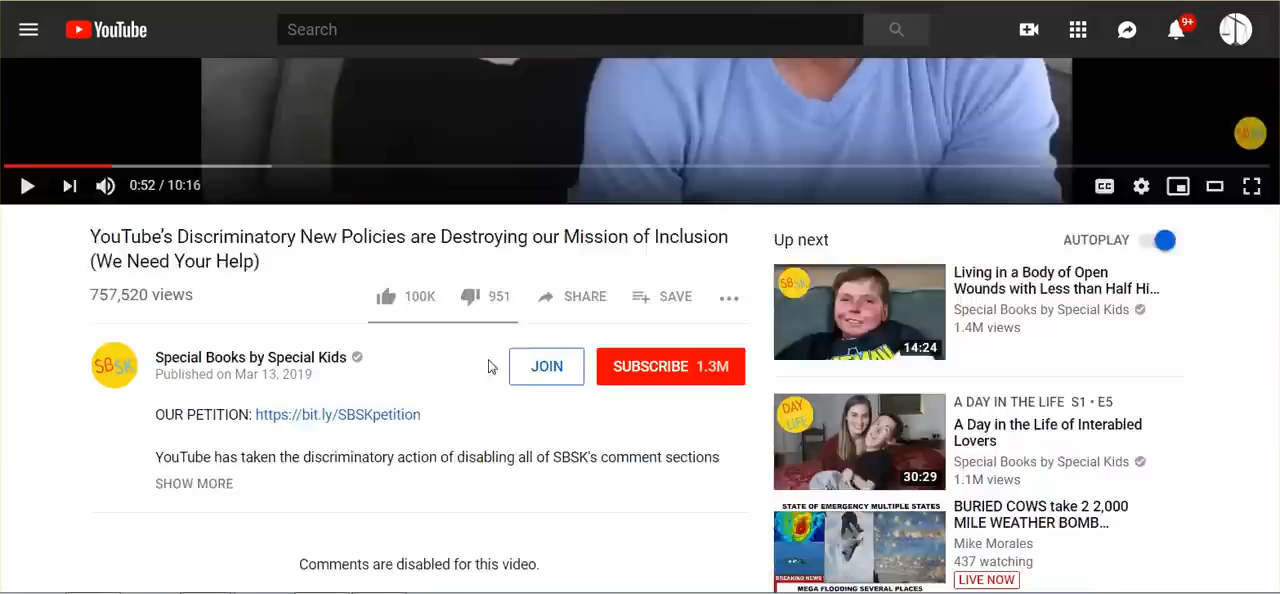 YouTube
Search
9+
0:52 / 10:16
CC
YouTube's Discriminatory New Policies are Destroying our Mission of Inclusion
(We Need Your Help)
757,520 views
100K
951
SHARE
SAVE
SBSK
Special Books by Special Kids
Published on Mar 13, 2019
JOIN
SUBSCRIBE 1.3M
OUR PETITION: https://bit.ly/SBSKpetition
YouTube has taken the discriminatory action of disabling all of SBSK's comment sections
SHOW MORE
Comments are disabled for this video.
Up next
AUTOPLAY
SBSK
14:24
Living in a Body of Open
Wounds with Less than Half Hi...
Special Books by Special Kids
1.4M views
DAY
LIFE
30:29
A DAY IN THE LIFE S1 • E5
A Day in the Life of Interabled
Lovers
Special Books by Special Kids
1.1M views
STATE OF EMERGENCY MULTIPLE STATES
BREAKING NEWS
MEGA FLOODING SEVERAL PLACES
BURIED COWS take 2 2,000
MILE WEATHER BOMB...
Mike Morales
437 watching
LIVE NOW